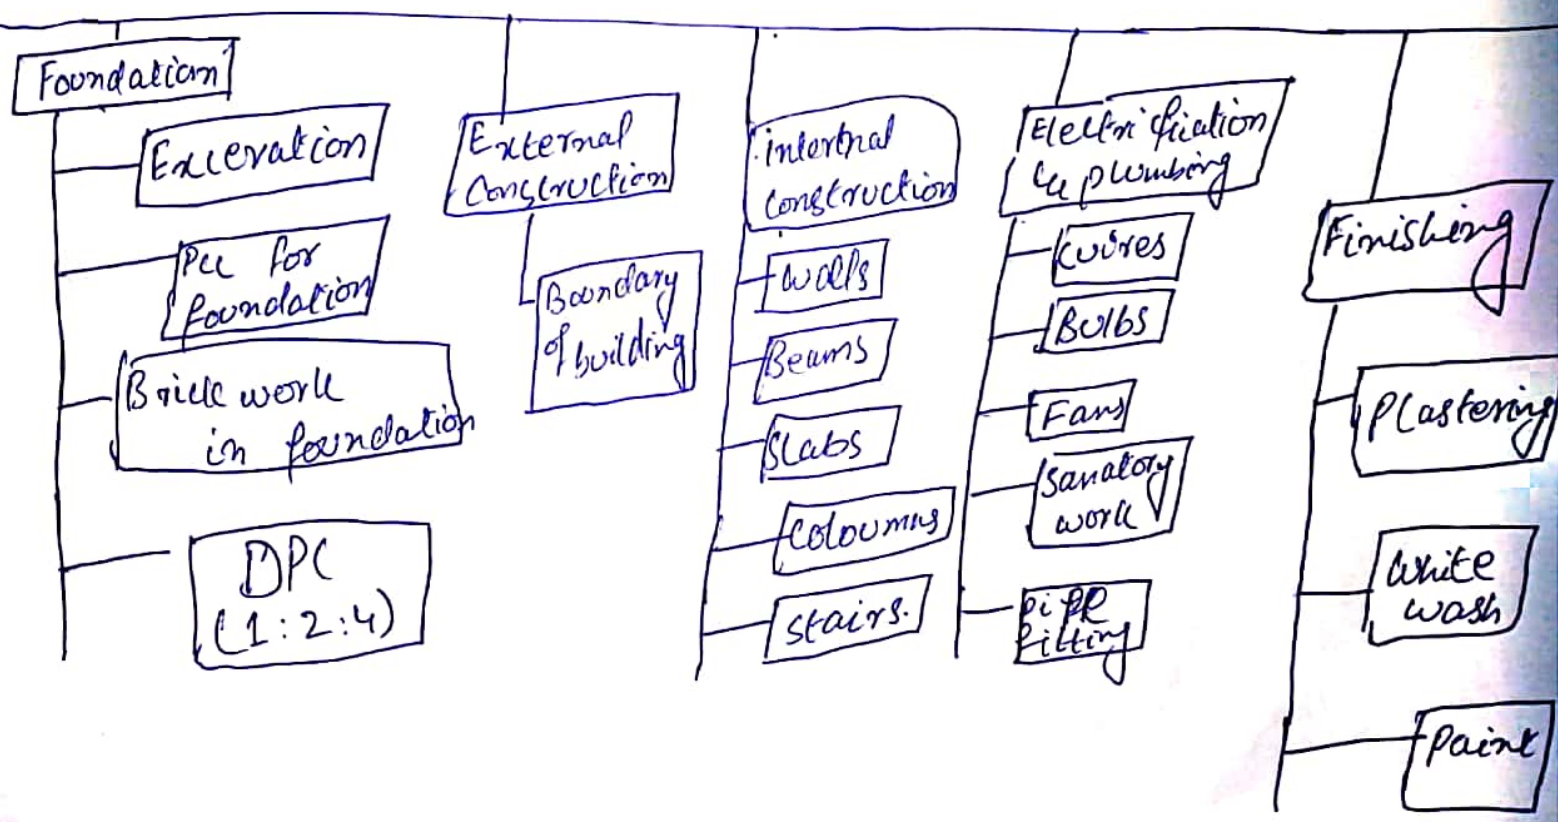 Foundation
Exceration
Pcc for
foundation
Brick work
in foundation
DPC
(1:2:4)
External
Construction
Boundary
of building
internal
construction
walls
Beams
Slabs
Coloumns
Stairs.
Electrification
& plumbing
wires
Bulbs
Fans
Sanatory
work
Pipe
fitting
Finishing
Plastering
White
wash
Paint